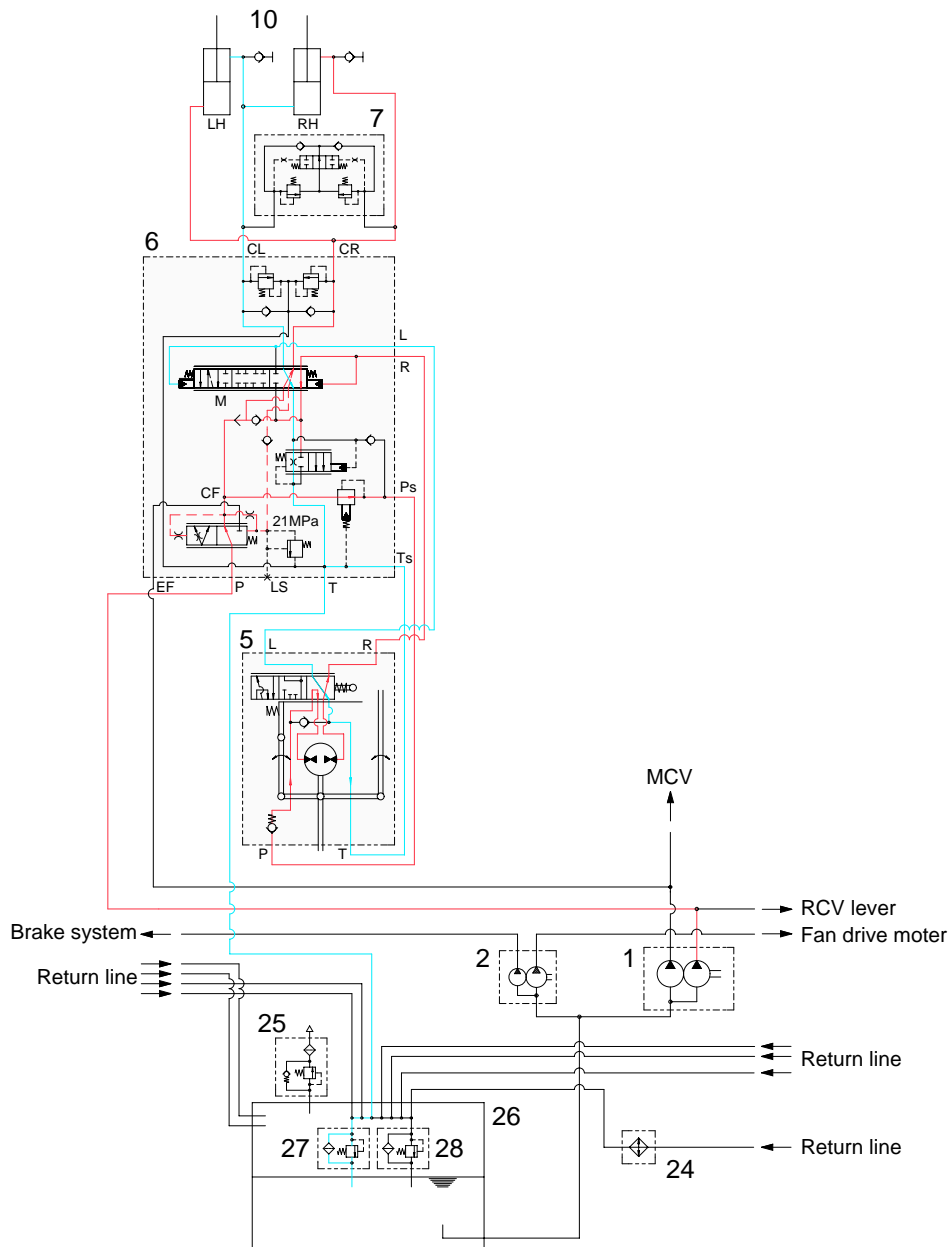 10
LH
RH
7
6
CL
CR
L
R
M
Ps
CF
21MPa
Ts
EF
P
LS
T
5
L
R
P
T
MCV
RCV lever
Brake system
Fan drive moter
2
1
Return line
25
Return line
26
27
28
24
Return line